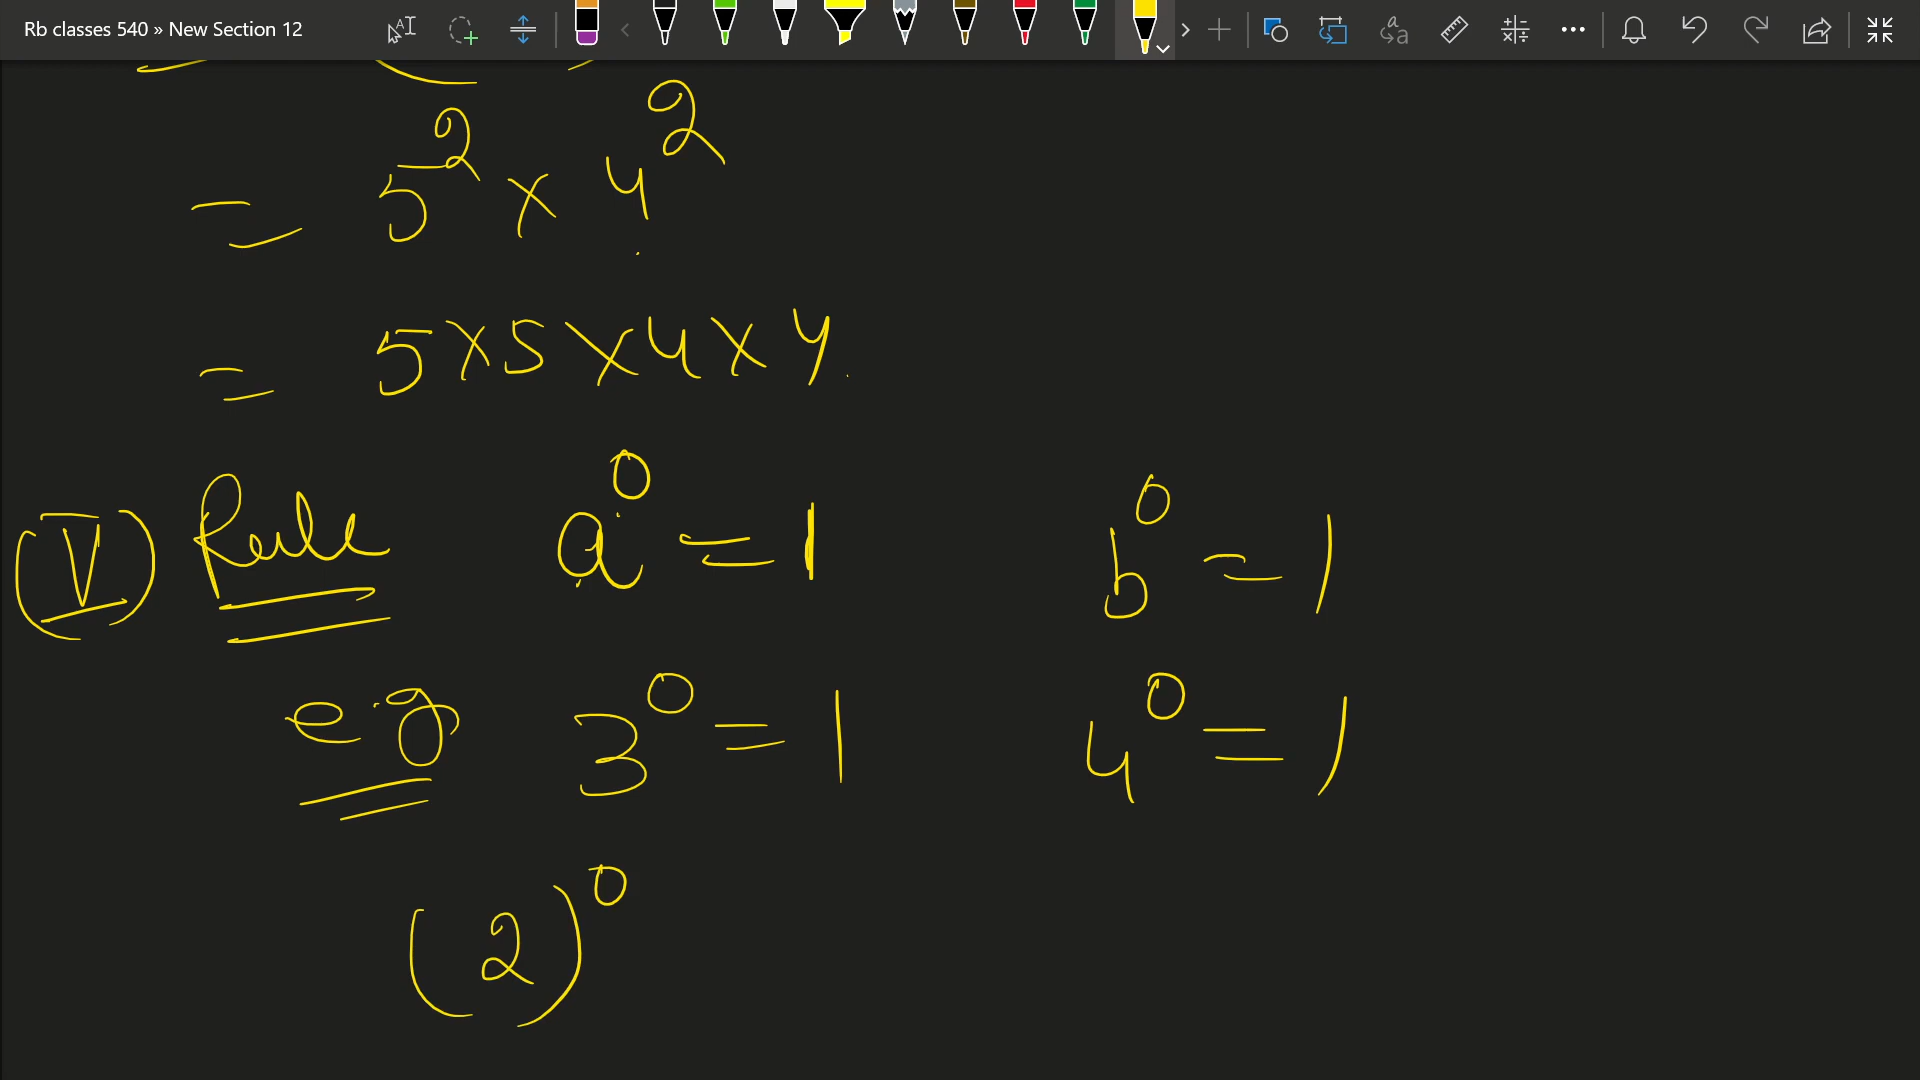 Rb classes 540 » New Section 12
= 5² × 4²
= 5×5×4×4.
(V) Rule a⁰ = 1 b⁰ = 1
e.g 3⁰ = 1 4⁰ = 1
(2)⁰